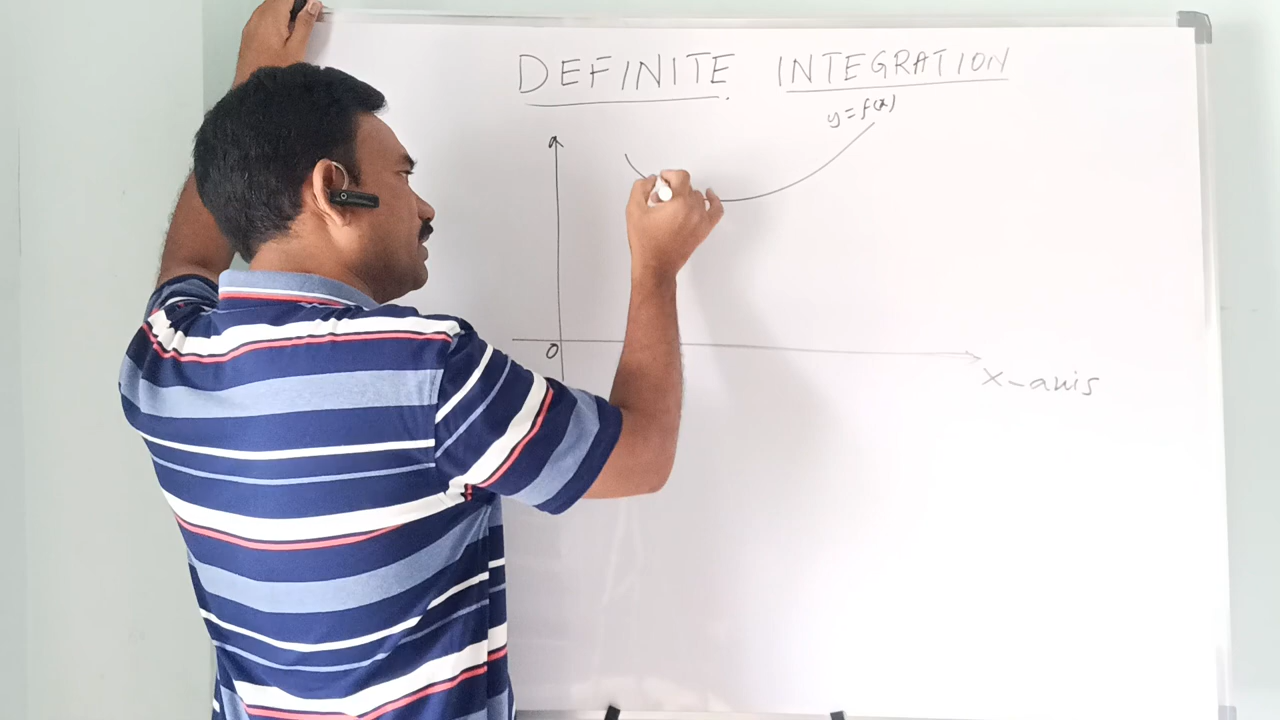 DEFINITE INTEGRATION
y = f(x)
0
X-axis